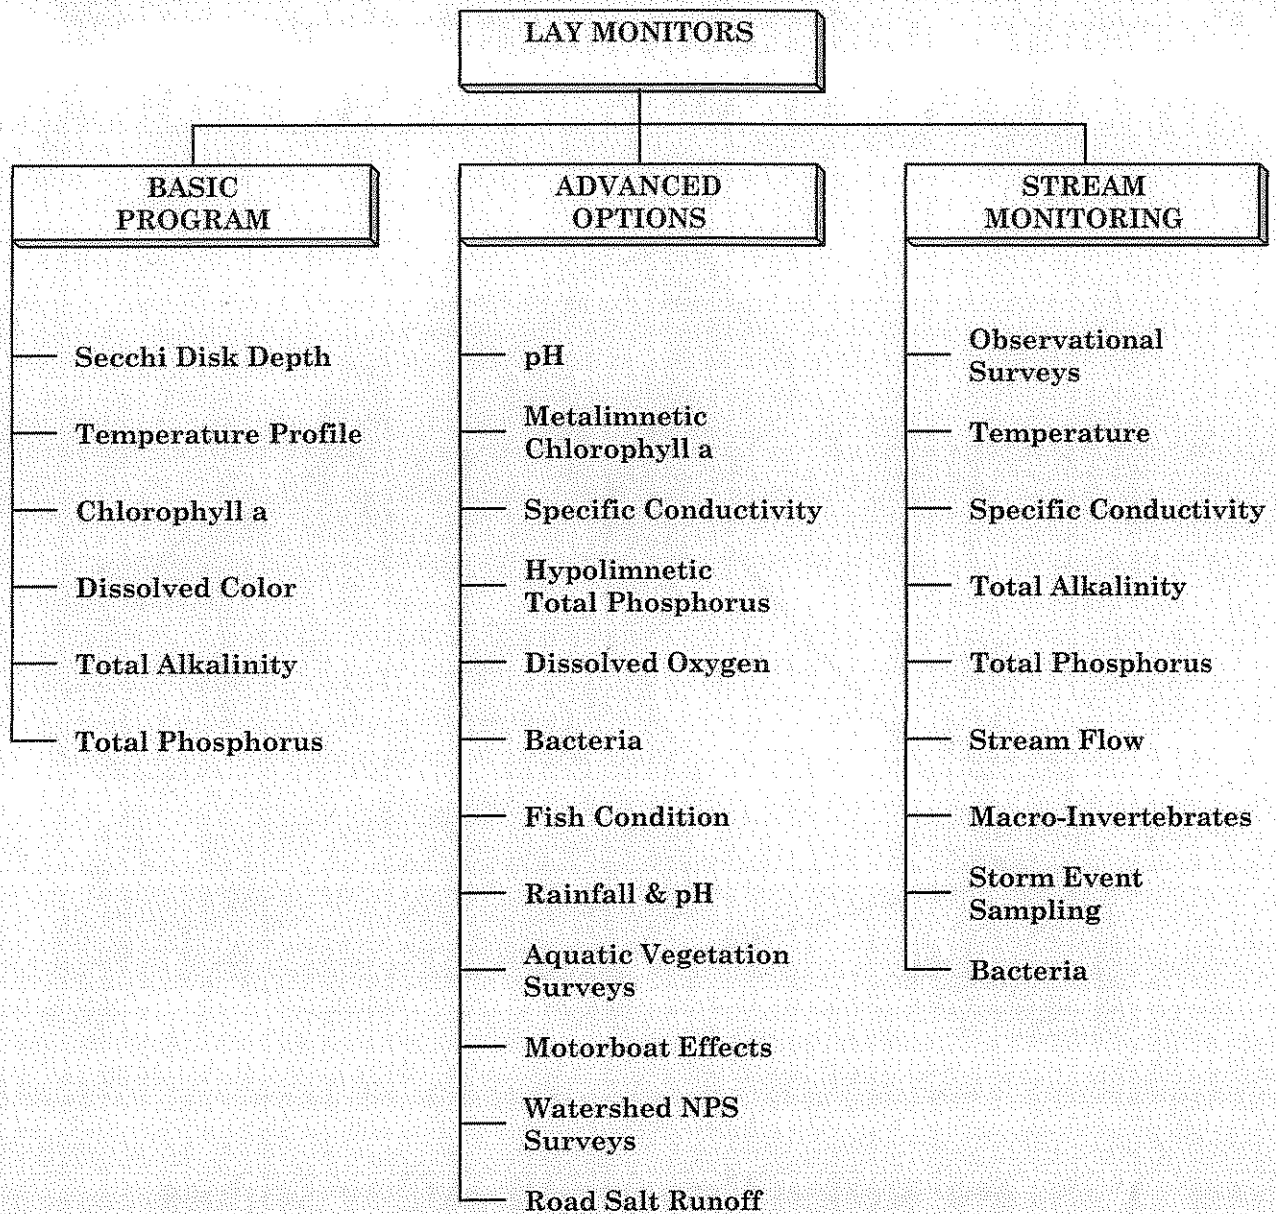 LAY MONITORS
BASIC
PROGRAM
Secchi Disk Depth
Temperature Profile
Chlorophyll a
Dissolved Color
Total Alkalinity
Total Phosphorus
ADVANCED
OPTIONS
pH
Metalimnetic
Chlorophyll a
Specific Conductivity
Hypolimnetic
Total Phosphorus
Dissolved Oxygen
Bacteria
Fish Condition
Rainfall & pH
Aquatic Vegetation
Surveys
Motorboat Effects
Watershed NPS
Surveys
Road Salt Runoff
STREAM
MONITORING
Observational
Surveys
Temperature
Specific Conductivity
Total Alkalinity
Total Phosphorus
Stream Flow
Macro-Invertebrates
Storm Event
Sampling
Bacteria